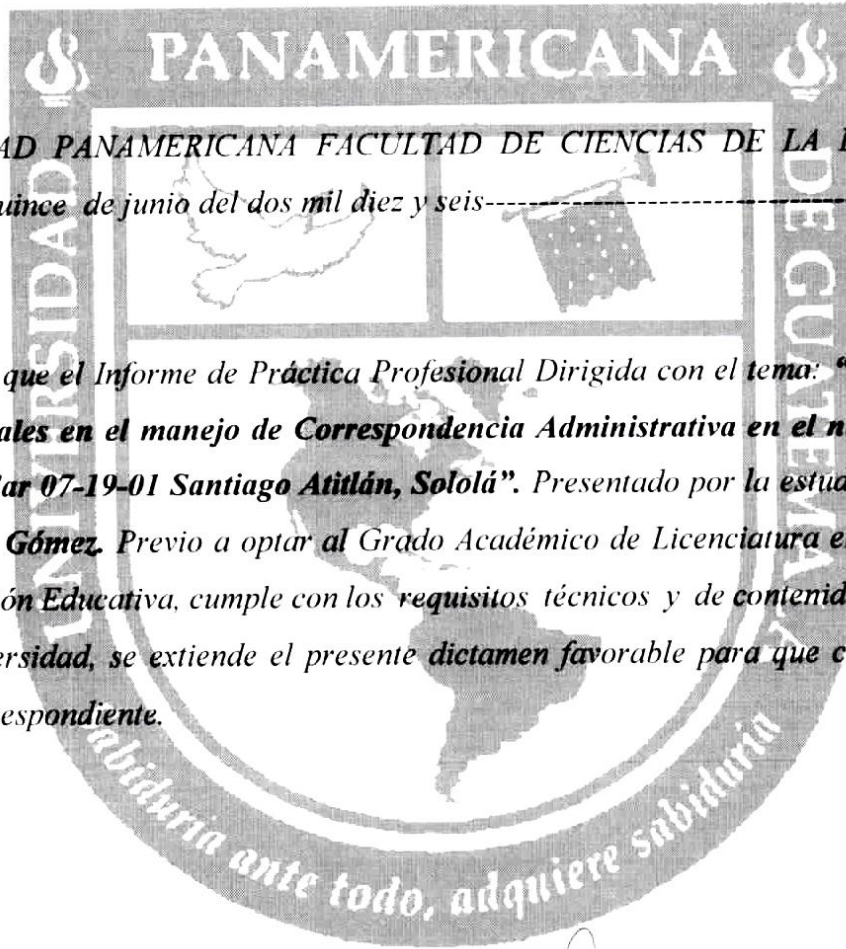 PANAMERICANA
UNIVERSIDAD
DE GUATEMALA
AD PANAMERICANA FACULTAD DE CIENCIAS DE LA
uince de junio del dos mil diez y seis------------------------------
que el Informe de Práctica Profesional Dirigida con el tema: "
ales en el manejo de Correspondencia Administrativa en el n
ar 07-19-01 Santiago Atitlán, Sololá". Presentado por la estua
Gómez. Previo a optar al Grado Académico de Licenciatura e
ón Educativa, cumple con los requisitos técnicos y de contenid
ersidad, se extiende el presente dictamen favorable para que c
espondiente.
abiduría ante todo, adquiere sabiduría